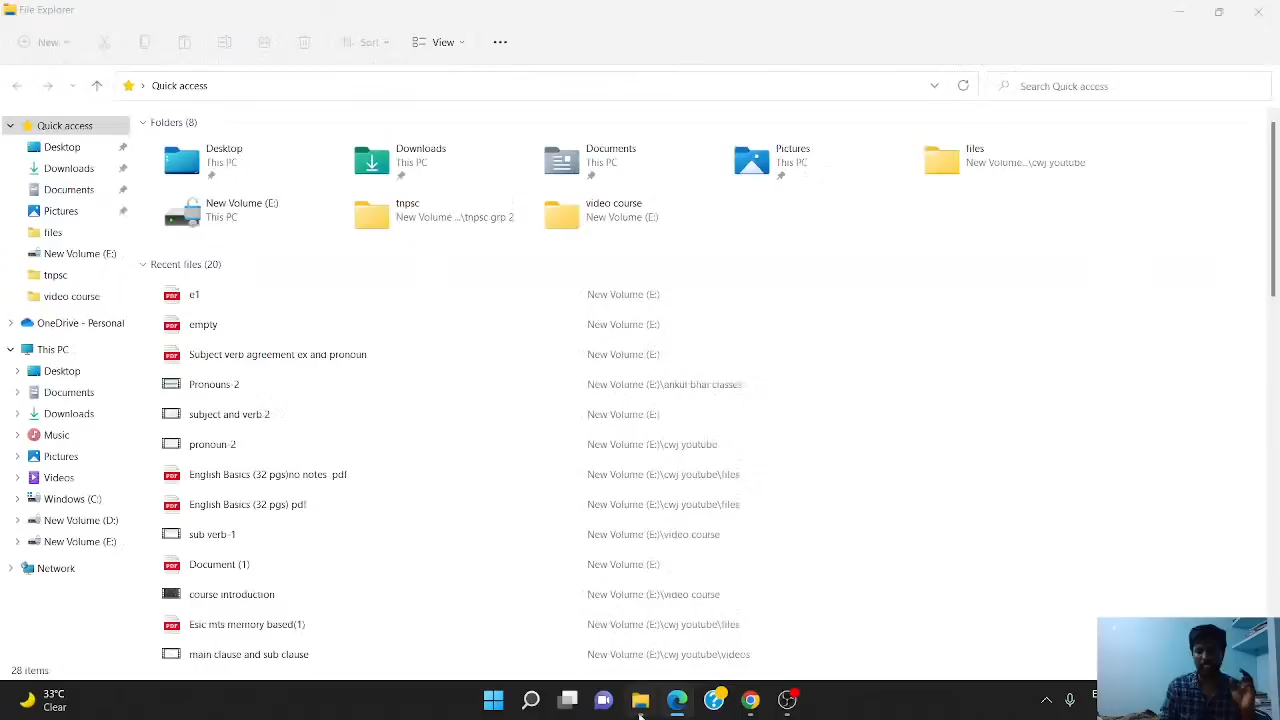 File Explorer
New
Sort
View
Quick access
Search Quick access
Quick access
Desktop
Downloads
Documents
Pictures
files
New Volume (E:)
tnpsc
video course
OneDrive - Personal
This PC
Desktop
Documents
Downloads
Music
Pictures
Videos
Windows (C:)
New Volume (D:)
New Volume (E:)
Network
Folders (8)
Desktop
This PC
Downloads
This PC
Documents
This PC
Pictures
This PC
files
New Volume...\cwj youtube
New Volume (E:)
This PC
tnpsc
New Volume ...\tnpsc grp 2
video course
New Volume (E:)
Recent files (20)
e1 New Volume (E:)
empty New Volume (E:)
Subject verb agreement ex and pronoun New Volume (E:)
Pronouns-2 New Volume (E:)\ankul bhai classes
subject and verb 2 New Volume (E:)
pronoun-2 New Volume (E:)\cwj youtube
English Basics (32 pgs)no notes .pdf New Volume (E:)\cwj youtube\files
English Basics (32 pgs) pdf New Volume (E:)\cwj youtube\files
sub verb-1 New Volume (E:)\video course
Document (1) New Volume (E:)
course introduction New Volume (E:)\video course
Esic mts memory based(1) New Volume (E:)\cwj youtube\files
main clause and sub clause New Volume (E:)\cwj youtube\videos
28 items
33°C
Clear